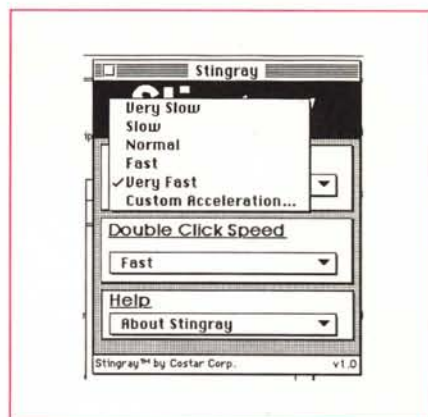 Stingray
Very Slow
Slow
Normal
Fast
✓Very Fast
Custom Acceleration...
Double Click Speed
Fast
Help
About Stingray
Stingray™ by Costar Corp. v1.0